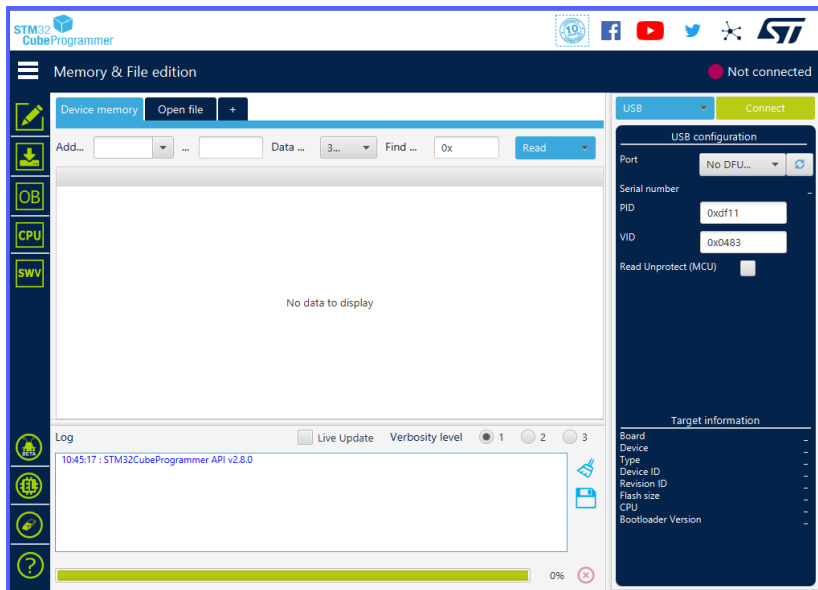 STM32
CubeProgrammer
10
Memory & File edition
Not connected
Device memory
Open file
+
USB
Connect
Add...
...
Data ...
3...
Find ...
0x
Read
USB configuration
Port
No DFU...
Serial number
_
PID
0xdf11
VID
0x0483
Read Unprotect (MCU)
OB
CPU
SWV
No data to display
Log
Live Update
Verbosity level
1
2
3
10:45:17 : STM32CubeProgrammer API v2.8.0
Target information
Board
_
Device
_
Type
_
Device ID
_
Revision ID
_
Flash size
_
CPU
_
Bootloader Version
_
BETA
?
0%